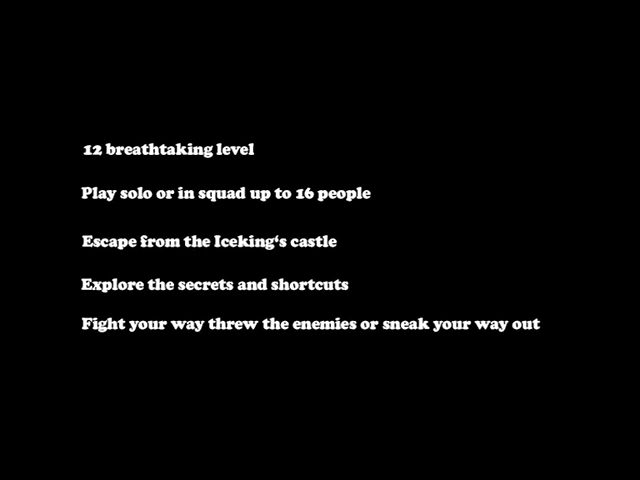 12 breathtaking level
Play solo or in squad up to 16 people
Escape from the Iceking‘s castle
Explore the secrets and shortcuts
Fight your way threw the enemies or sneak your way out